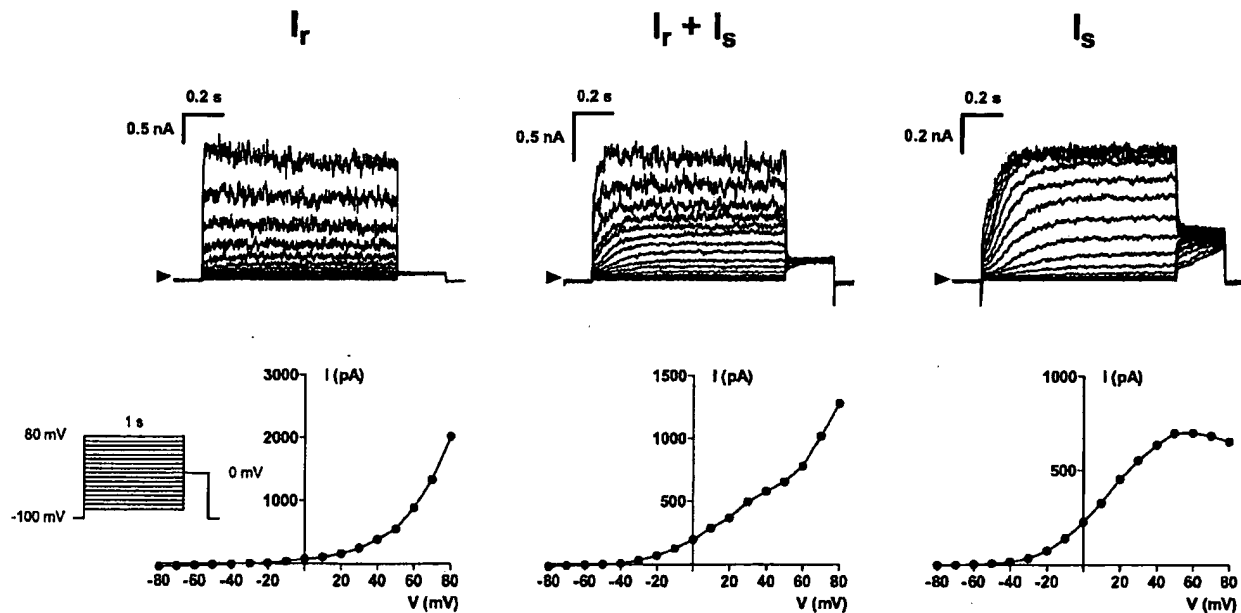 Ir
Ir + Is
Is
0.2 s
0.5 nA
0.2 s
0.5 nA
0.2 s
0.2 nA
1 s
80 mV
0 mV
-100 mV
3000
I (pA)
2000
1000
-80 -60 -40 -20 20 40 60 80
V (mV)
1500
I (pA)
1000
500
-80 -60 -40 -20 20 40 60 80
V (mV)
1000
I (pA)
500
-80 -60 -40 -20 20 40 60 80
V (mV)